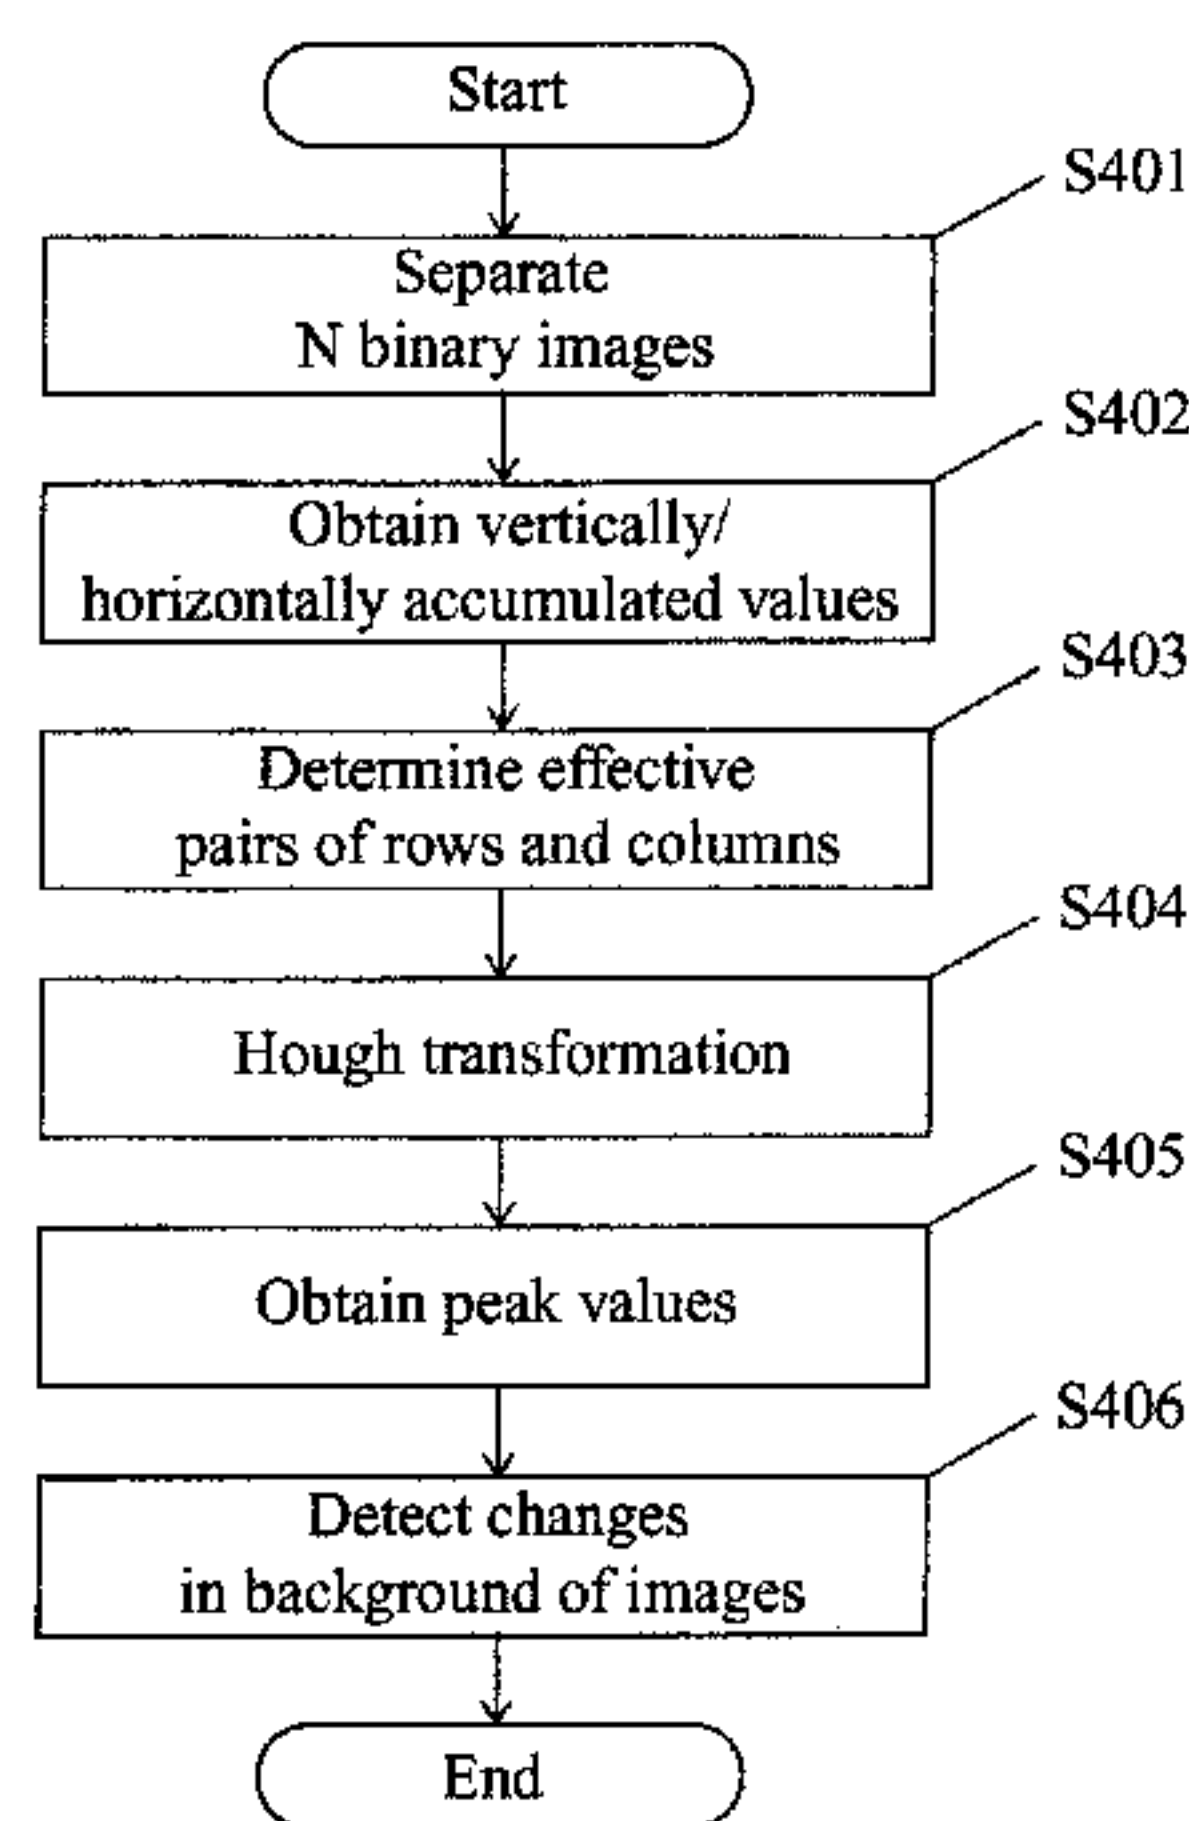 Start
S401
Separate
N binary images
S402
Obtain vertically/
horizontally accumulated values
S403
Determine effective
pairs of rows and columns
S404
Hough transformation
S405
Obtain peak values
S406
Detect changes
in background of images
End